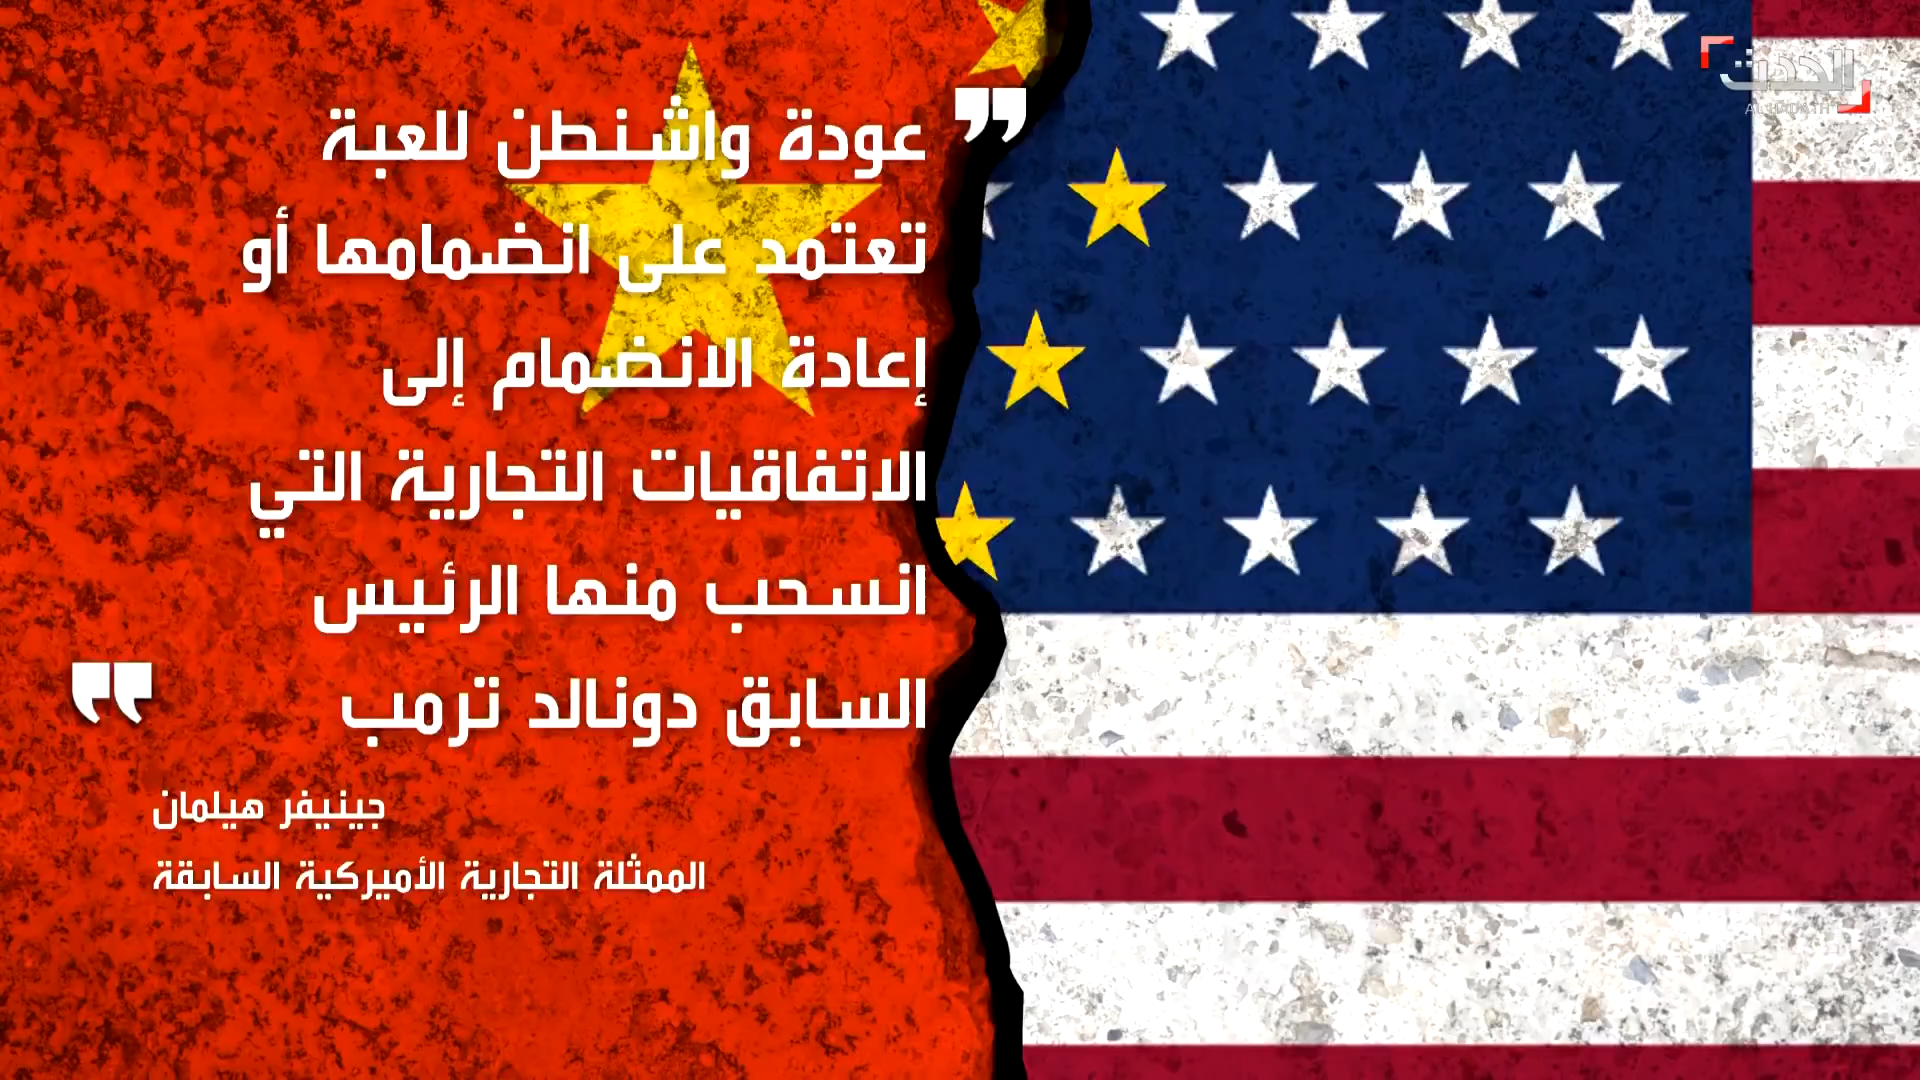 الحدث
ALHADATH
عودة واشنطن للعبة
تعتمد على انضمامها أو
إعادة الانضمام إلى
الاتفاقيات التجارية التي
انسحب منها الرئيس
السابق دونالد ترمب
جينيفر هيلمان
الممثلة التجارية الأميركية السابقة